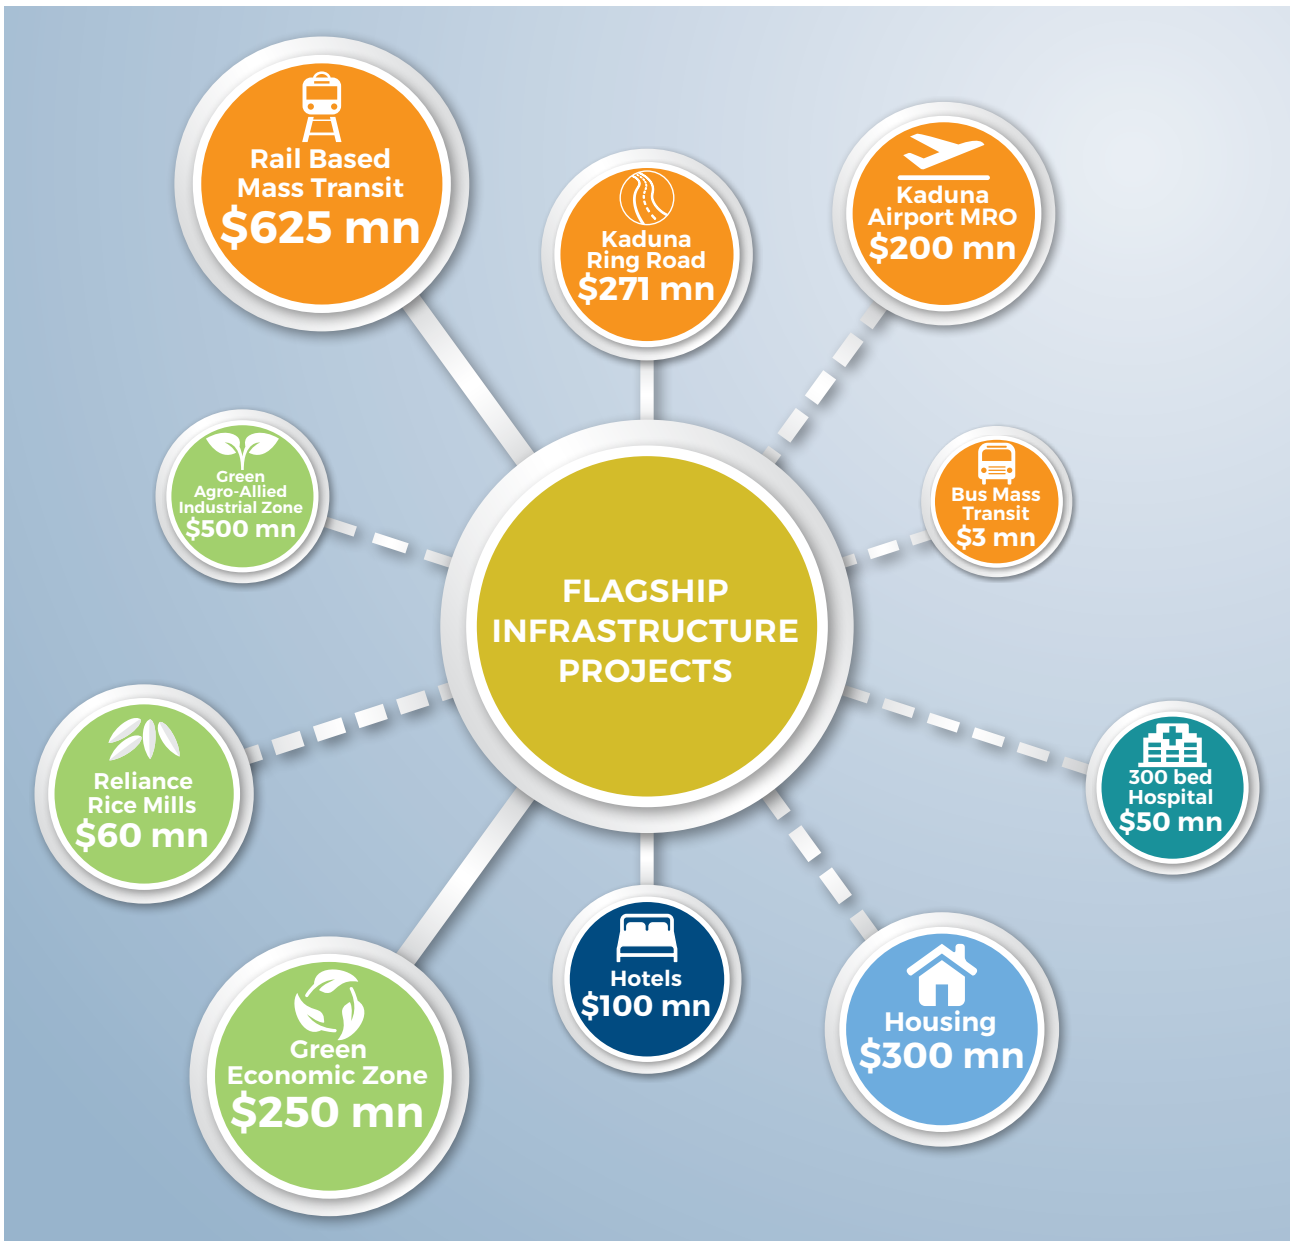 Rail Based
Mass Transit
$625 mn
Kaduna
Ring Road
$271 mn
Kaduna
Airport MRO
$200 mn
Green
Agro-Allied
Industrial Zone
$500 mn
Bus Mass
Transit
$3 mn
FLAGSHIP
INFRASTRUCTURE
PROJECTS
Reliance
Rice Mills
$60 mn
300 bed
Hospital
$50 mn
Green
Economic Zone
$250 mn
Hotels
$100 mn
Housing
$300 mn